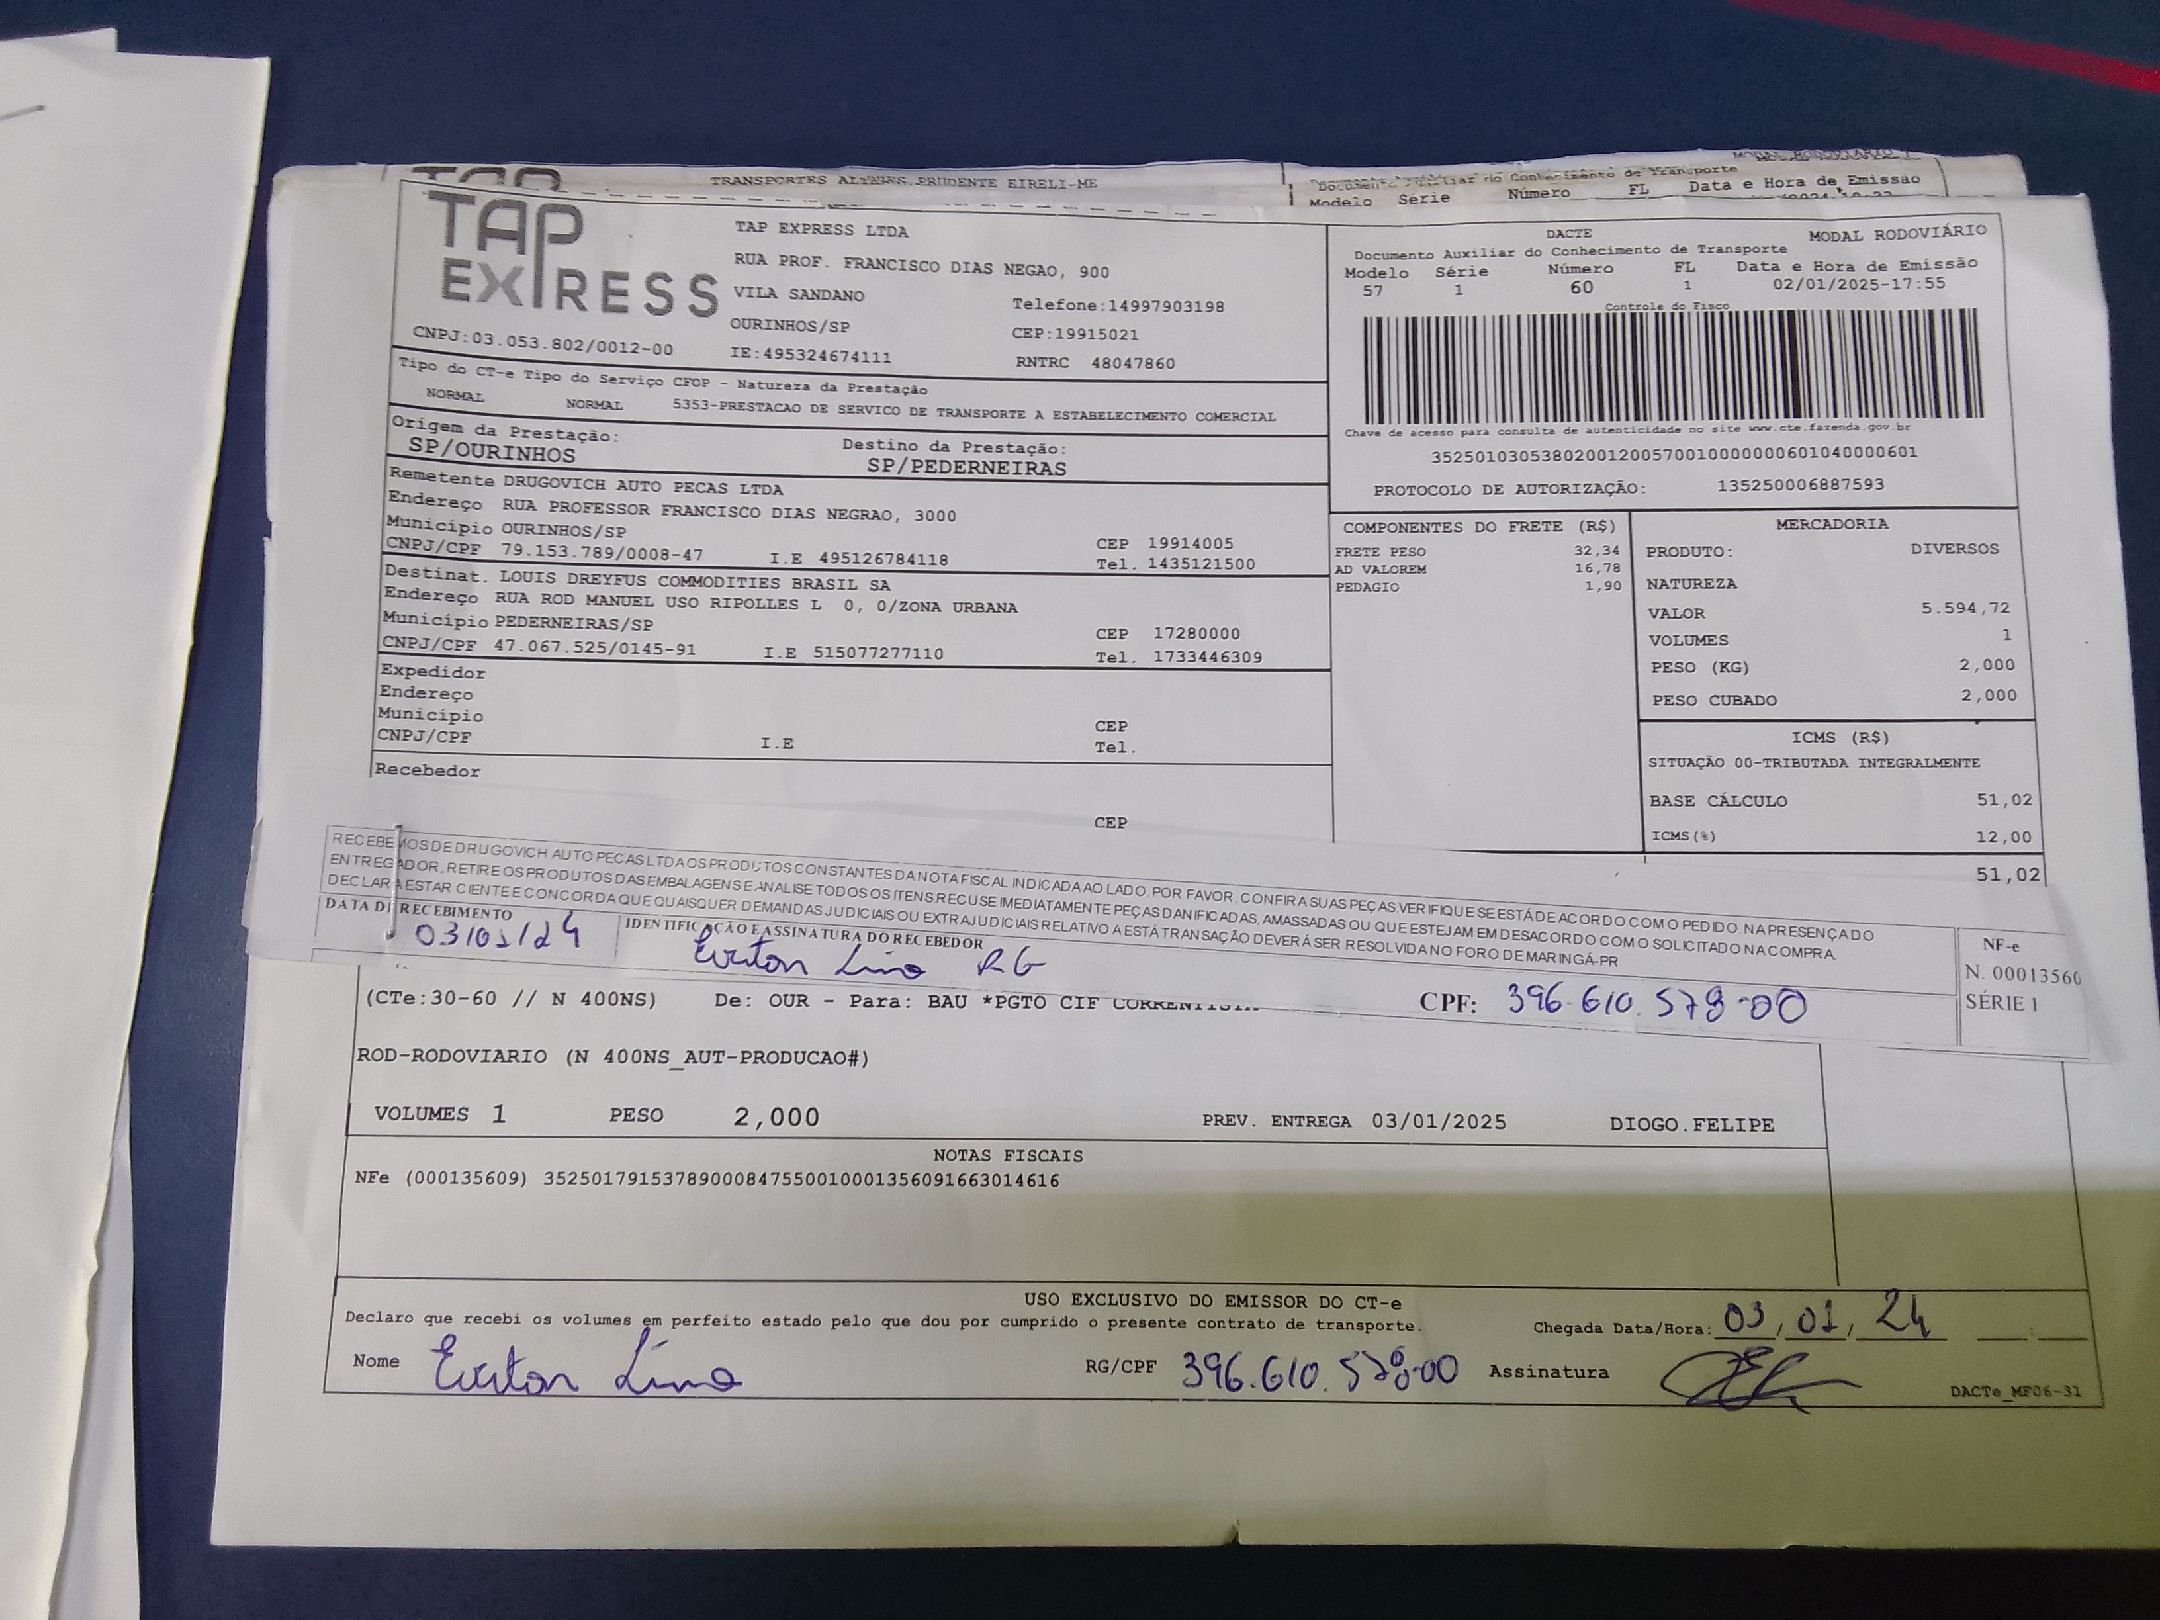 TRANSPORTES ALTERES PRUDENTE EIRELI-ME
Documento Auxiliar do Conhecimento de Transporte
Modelo Serie Número FL Data e Hora de Emissão
TAP EXPRESS
TAP EXPRESS LTDA
RUA PROF. FRANCISCO DIAS NEGAO, 900
VILA SANDANO Telefone:14997903198
OURINHOS/SP CEP:19915021
CNPJ:03.053.802/0012-00 IE:495324674111 RNTRC 48047860
DACTE MODAL RODOVIÁRIO
Documento Auxiliar do Conhecimento de Transporte
Modelo Série Número FL Data e Hora de Emissão
57 1 60 1 02/01/2025-17:55
Controle do Fisco
Chave de acesso para consulta de autenticidade no site www.cte.fazenda.gov.br
35250103053802001200570010000000601040000601
PROTOCOLO DE AUTORIZAÇÃO: 135250006887593
Tipo do CT-e Tipo do Serviço CFOP - Natureza da Prestação
NORMAL NORMAL 5353-PRESTACAO DE SERVICO DE TRANSPORTE A ESTABELECIMENTO COMERCIAL
Origem da Prestação: Destino da Prestação:
SP/OURINHOS SP/PEDERNEIRAS
Remetente DRUGOVICH AUTO PECAS LTDA
Endereço RUA PROFESSOR FRANCISCO DIAS NEGRAO, 3000
Município OURINHOS/SP CEP 19914005
CNPJ/CPF 79.153.789/0008-47 I.E 495126784118 Tel. 1435121500
Destinat. LOUIS DREYFUS COMMODITIES BRASIL SA
Endereço RUA ROD MANUEL USO RIPOLLES L 0, 0/ZONA URBANA
Município PEDERNEIRAS/SP CEP 17280000
CNPJ/CPF 47.067.525/0145-91 I.E 515077277110 Tel. 1733446309
Expedidor
Endereço
Município CEP
CNPJ/CPF I.E Tel.
Recebedor
CEP
COMPONENTES DO FRETE (R$)
FRETE PESO 32,34
AD VALOREM 16,78
PEDAGIO 1,90
MERCADORIA
PRODUTO: DIVERSOS
NATUREZA
VALOR 5.594,72
VOLUMES 1
PESO (KG) 2,000
PESO CUBADO 2,000
ICMS (R$)
SITUAÇÃO 00-TRIBUTADA INTEGRALMENTE
BASE CÁLCULO 51,02
ICMS(%) 12,00
51,02
RECEBEMOS DE DRUGOVICH AUTO PECAS LTDA OS PRODUTOS CONSTANTES DA NOTA FISCAL INDICADA AO LADO. POR FAVOR, CONFIRA SUAS PEÇAS, VERIFIQUE SE ESTÁ DE ACORDO COM O PEDIDO. NA PRESENÇA DO
ENTREGADOR, RETIRE OS PRODUTOS DAS EMBALAGENS E ANALISE TODOS OS ITENS. RECUSE IMEDIATAMENTE PEÇAS DANIFICADAS, AMASSADAS OU QUE ESTEJAM EM DESACORDO COM O SOLICITADO NA COMPRA.
DECLARA ESTAR CIENTE E CONCORDA QUE QUAISQUER DEMANDAS JUDICIAIS OU EXTRAJUDICIAIS RELATIVO A ESTÁ TRANSAÇÃO DEVERÁ SER RESOLVIDA NO FORO DE MARINGÁ-PR
DATA DE RECEBIMENTO IDENTIFICAÇÃO E ASSINATURA DO RECEBEDOR
03/01/24 Everton Lima RG
CPF: 396.610.578-00
NF-e
N. 00013560
SÉRIE 1
(CTe:30-60 // N 400NS) De: OUR - Para: BAU *PGTO CIF
ROD-RODOVIARIO (N 400NS_AUT-PRODUCAO#)
VOLUMES 1 PESO 2,000 PREV. ENTREGA 03/01/2025 DIOGO.FELIPE
NOTAS FISCAIS
NFe (000135609) 35250179153789000847550010001356091663014616
USO EXCLUSIVO DO EMISSOR DO CT-e
Declaro que recebi os volumes em perfeito estado pelo que dou por cumprido o presente contrato de transporte. Chegada Data/Hora: 03/01/24 __:__
Nome Everton Lima RG/CPF 396.610.578-00 Assinatura
DACTe_MF06-31